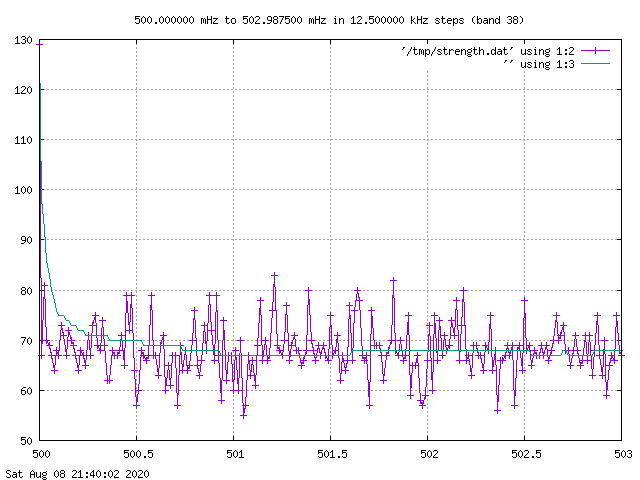 500.000000 mHz to 502.987500 mHz in 12.500000 kHz steps (band 38)
'/tmp/strength.dat' using 1:2
'' using 1:3
130
120
110
100
90
80
70
60
50
500 500.5 501 501.5 502 502.5 503
Sat Aug 08 21:40:02 2020